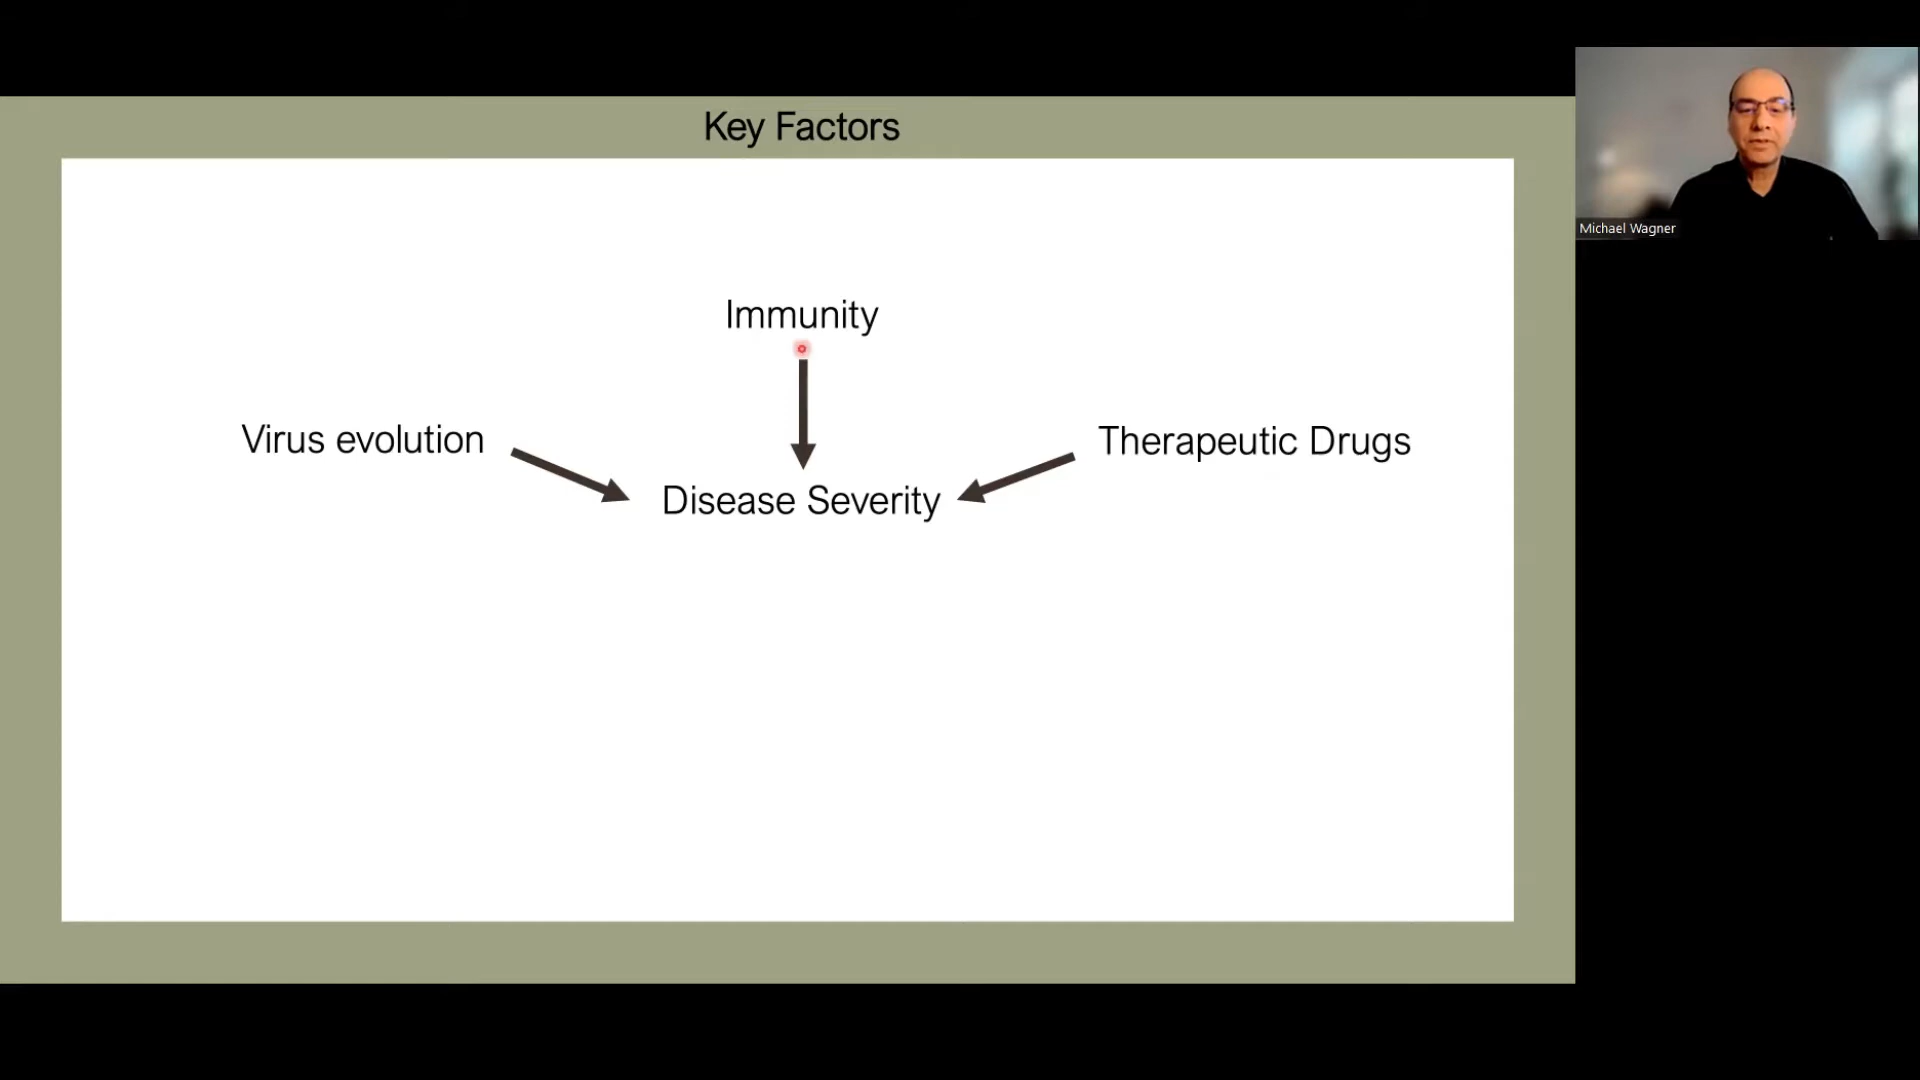 Key Factors
Michael Wagner
Immunity
Virus evolution
Therapeutic Drugs
Disease Severity